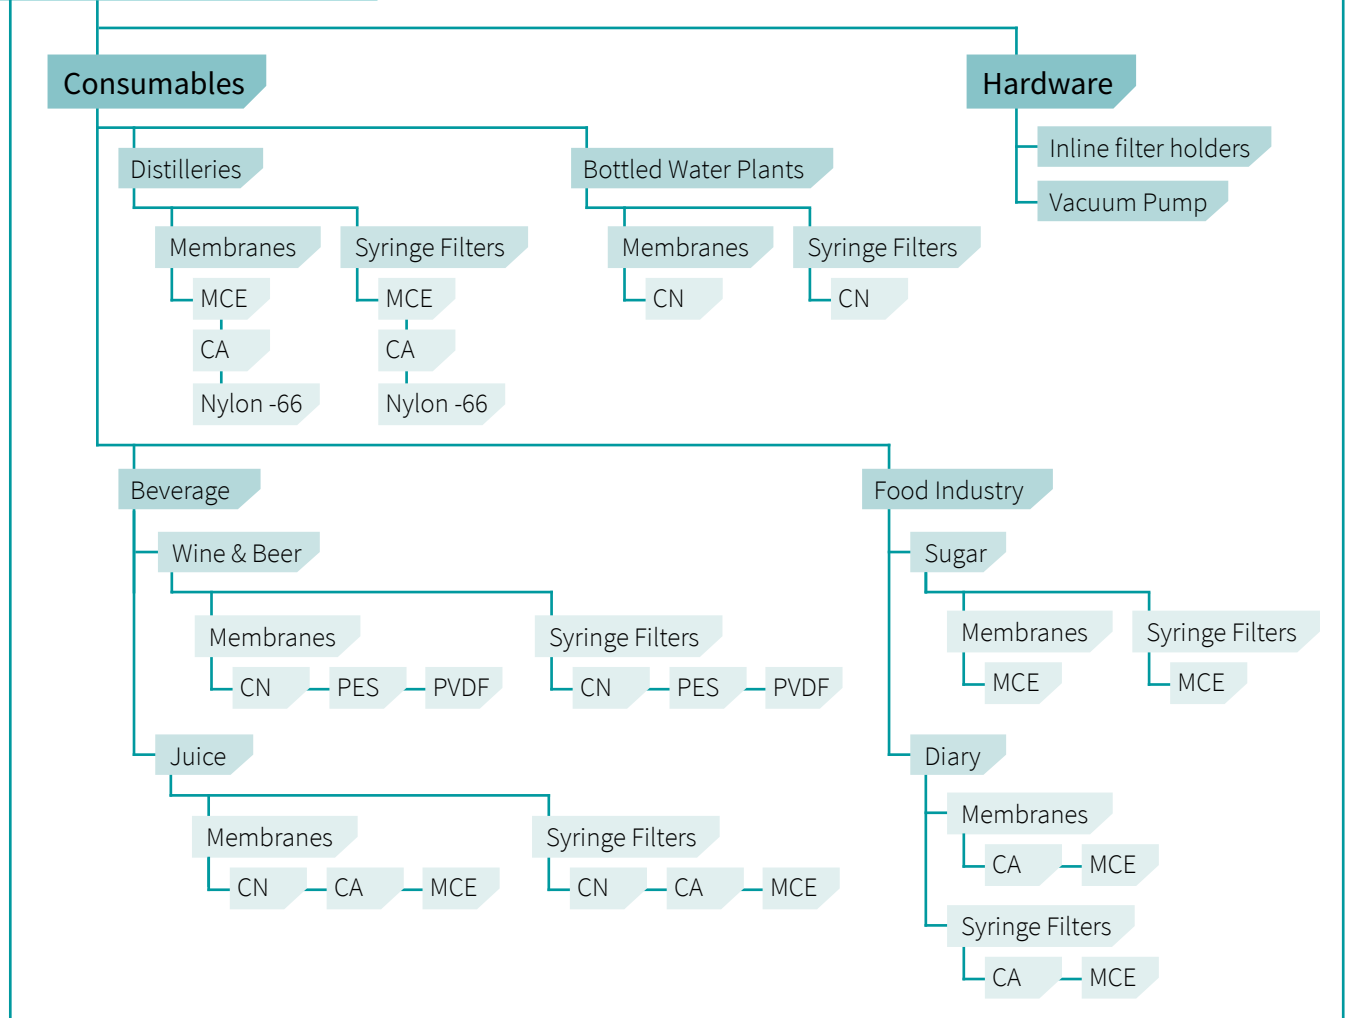 Consumables
Hardware
Inline filter holders
Vacuum Pump
Distilleries
Bottled Water Plants
Membranes
Syringe Filters
Membranes
Syringe Filters
MCE
MCE
CN
CN
CA
CA
Nylon -66
Nylon -66
Beverage
Food Industry
Wine & Beer
Sugar
Membranes
Syringe Filters
Membranes
Syringe Filters
CN
PES
PVDF
CN
PES
PVDF
MCE
MCE
Juice
Diary
Membranes
Syringe Filters
Membranes
CN
CA
MCE
CN
CA
MCE
CA
MCE
Syringe Filters
CA
MCE